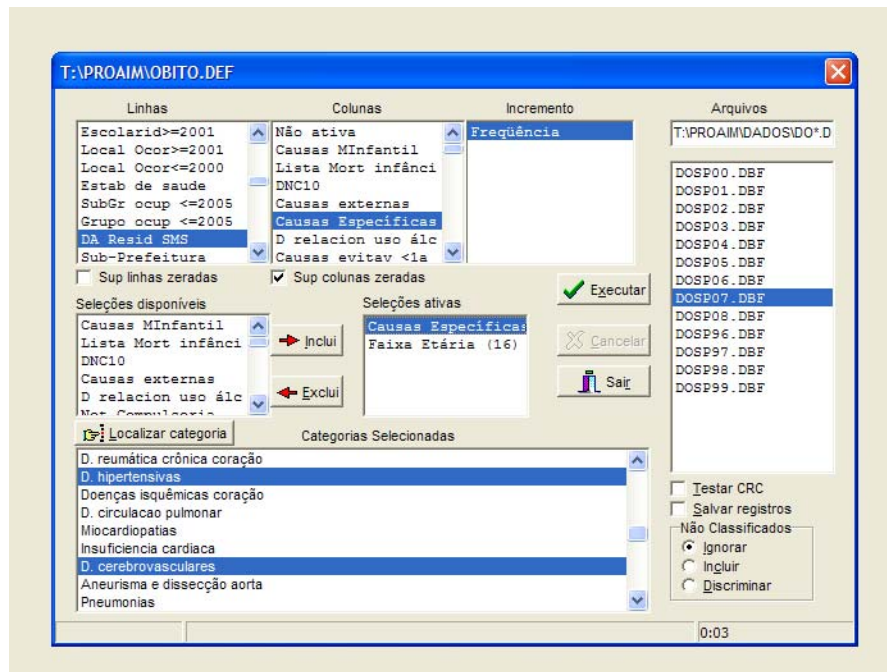 T:\PROAIM\OBITO.DEF
Linhas
Colunas
Incremento
Arquivos
Escolarid>=2001
Local Ocor>=2001
Local Ocor<=2000
Estab de saude
SubGr ocup <=2005
Grupo ocup <=2005
DA Resid SMS
Sub-Prefeitura
Não ativa
Causas MInfantil
Lista Mort infânci
DNC10
Causas externas
Causas Específicas
D relacion uso álc
Causas evitav <1a
Freqüência
T:\PROAIM\DADOS\DO*.D
DOSP00.DBF
DOSP01.DBF
DOSP02.DBF
DOSP03.DBF
DOSP04.DBF
DOSP05.DBF
DOSP06.DBF
DOSP07.DBF
DOSP08.DBF
DOSP96.DBF
DOSP97.DBF
DOSP98.DBF
DOSP99.DBF
Sup linhas zeradas
Sup colunas zeradas
Executar
Cancelar
Sair
Seleções disponíveis
Seleções ativas
Causas MInfantil
Lista Mort infânci
DNC10
Causas externas
D relacion uso álc
Not Compulsoria
Inclui
Exclui
Causas Específicas
Faixa Etária (16)
Localizar categoria
Categorias Selecionadas
D. reumática crônica coração
D. hipertensivas
Doenças isquêmicas coração
D. circulacao pulmonar
Miocardiopatias
Insuficiencia cardiaca
D. cerebrovasculares
Aneurisma e dissecção aorta
Pneumonias
Testar CRC
Salvar registros
Não Classificados
Ignorar
Incluir
Discriminar
0:03